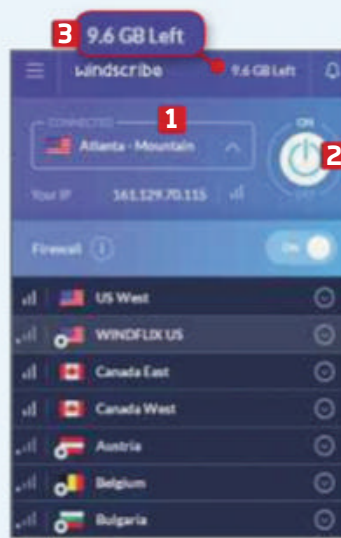 3 9.6 GB Left
windscribe 9.6 GB Left
CONNECTED 1 ON
Atlanta - Mountain 2
Your IP 161.129.70.115
Firewall i ON
US West
WINDFLIX US
Canada East
Canada West
Austria
Belgium
Bulgaria